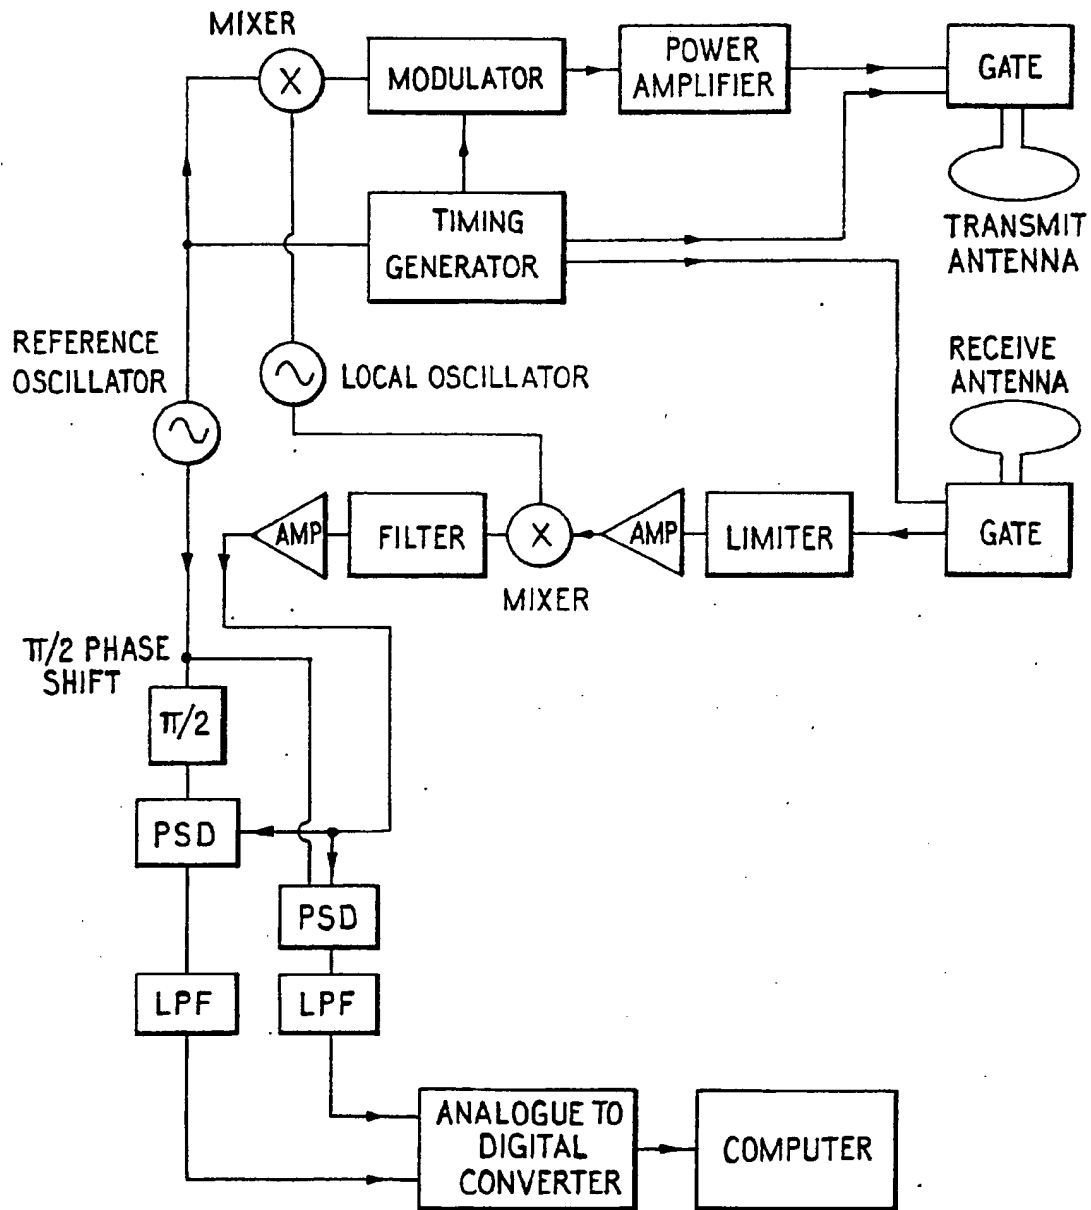 MIXER
X
MODULATOR
POWER
AMPLIFIER
GATE
TIMING
GENERATOR
TRANSMIT
ANTENNA
REFERENCE
OSCILLATOR
LOCAL OSCILLATOR
RECEIVE
ANTENNA
AMP
FILTER
X
AMP
LIMITER
GATE
MIXER
π/2 PHASE
SHIFT
π/2
PSD
PSD
LPF
LPF
ANALOGUE TO
DIGITAL
CONVERTER
COMPUTER